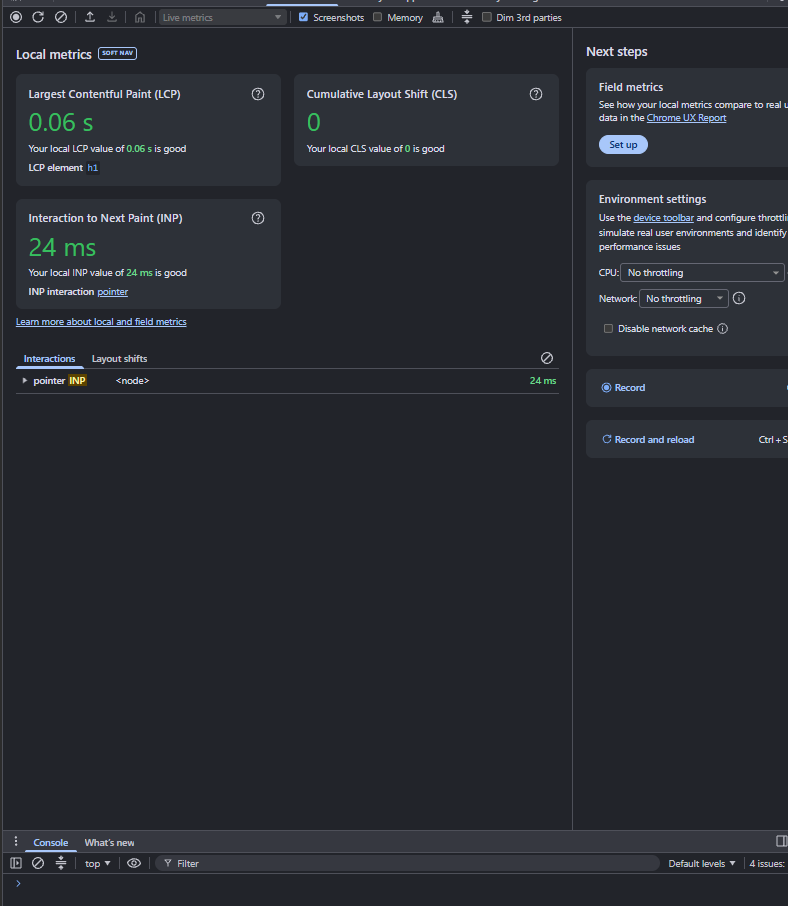 Live metrics
Screenshots
Memory
Dim 3rd parties
Local metrics SOFT NAV
Largest Contentful Paint (LCP)
0.06 s
Your local LCP value of 0.06 s is good
LCP element h1
Cumulative Layout Shift (CLS)
0
Your local CLS value of 0 is good
Interaction to Next Paint (INP)
24 ms
Your local INP value of 24 ms is good
INP interaction pointer
Learn more about local and field metrics
Interactions Layout shifts
pointer INP <node> 24 ms
Next steps
Field metrics
See how your local metrics compare to real
data in the Chrome UX Report
Set up
Environment settings
Use the device toolbar and configure
simulate real user environments and identify
performance issues
CPU: No throttling
Network: No throttling
Disable network cache
Record
Record and reload Ctrl + S
Console What's new
top Filter Default levels 4 issues: